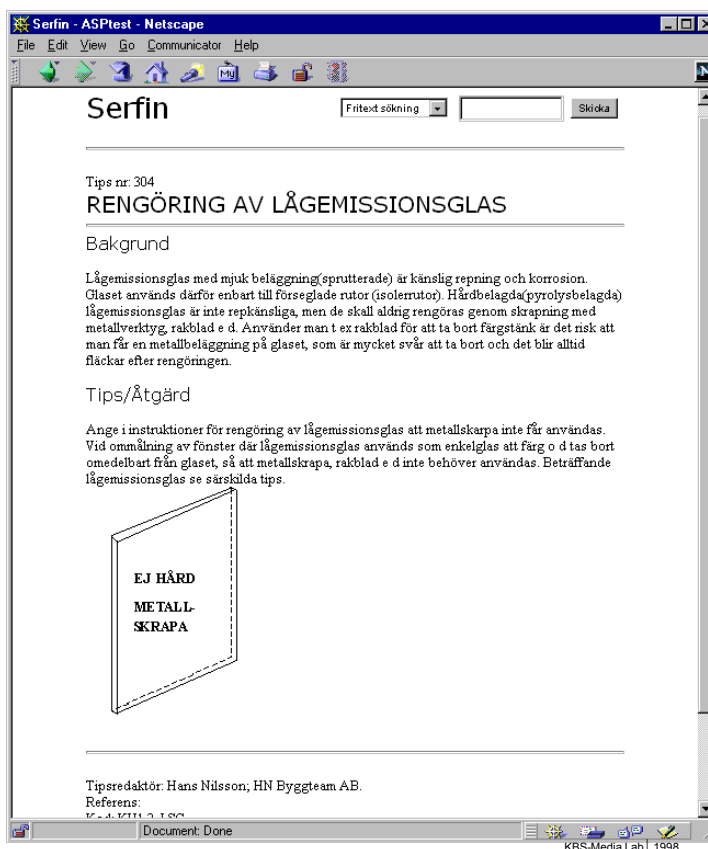 Serfin - ASPtest - Netscape
File Edit View Go Communicator Help
My
N
Serfin
Fritext sökning
Skicka
Tips nr: 304
RENGÖRING AV LÅGEMISSIONSGLAS
Bakgrund
Lågemissionsglas med mjuk beläggning(sprutterade) är känslig repning och korrosion.
Glaset används därför enbart till förseglade rutor (isolerrutor). Hårdbelagda(pyrolysbelagda)
lågemissionsglas är inte repkänsliga, men de skall aldrig rengöras genom skrapning med
metallverktyg, rakblad e d. Använder man t ex rakblad för att ta bort färgstänk är det risk att
man får en metallbeläggning på glaset, som är mycket svår att ta bort och det blir alltid
fläckar efter rengöringen.
Tips/Åtgärd
Ange i instruktioner för rengöring av lågemissionsglas att metallskarpa inte får användas.
Vid ommålning av fönster där lågemissionsglas används som enkelglas att färg o d tas bort
omedelbart från glaset, så att metallskrapa, rakblad e d inte behöver användas. Beträffande
lågemissionsglas se särskilda tips.
EJ HÅRD
METALL-
SKRAPA
Tipsredaktör: Hans Nilsson; HN Byggteam AB.
Referens:
Document: Done
KBS-Media Lab 1998